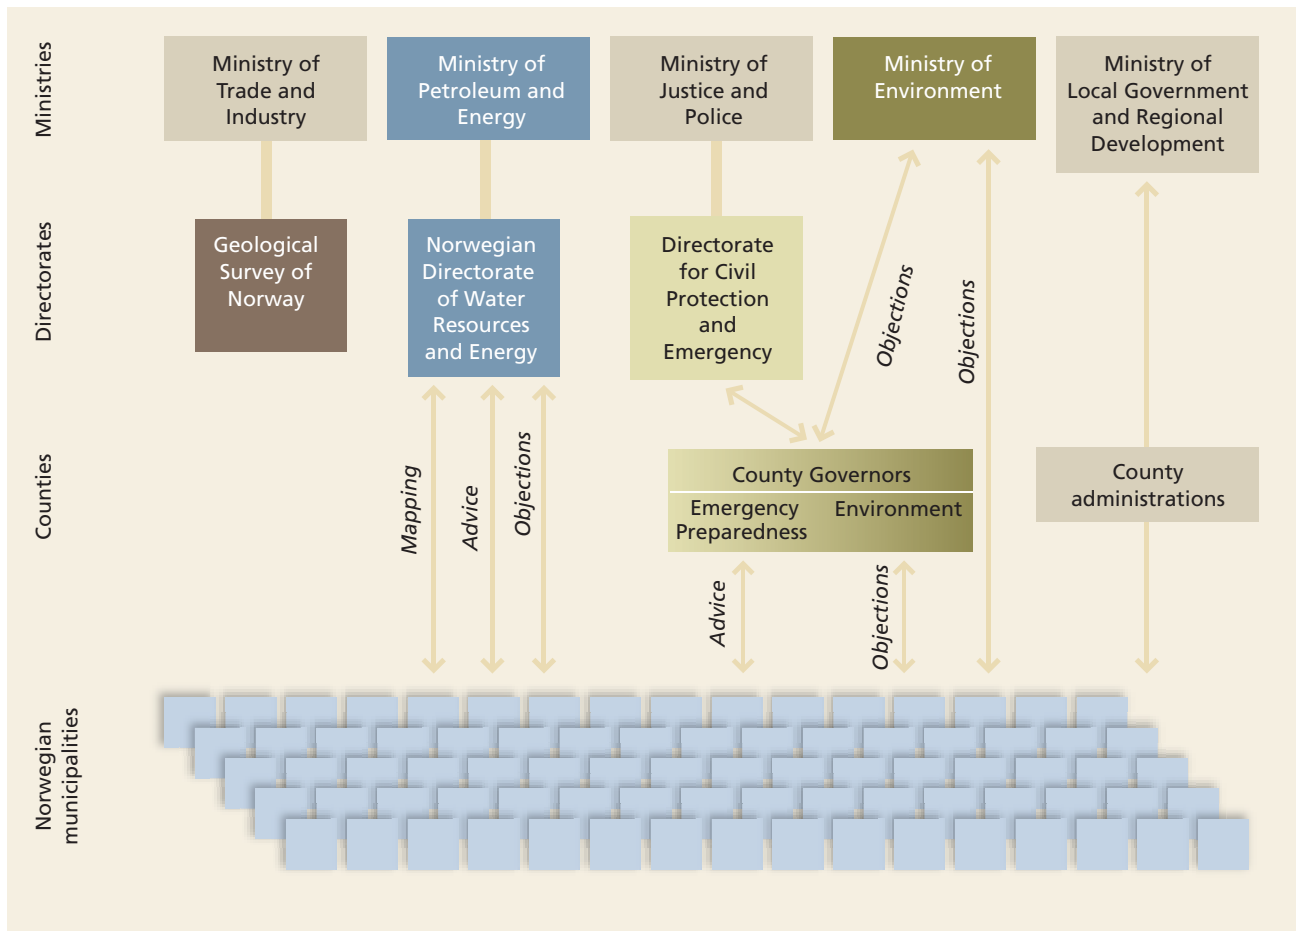 Ministries
Ministry of
Trade and
Industry
Ministry of
Petroleum and
Energy
Ministry of
Justice and
Police
Ministry of
Environment
Ministry of
Local Government
and Regional
Development
Directorates
Geological
Survey of
Norway
Norwegian
Directorate
of Water
Resources
and Energy
Directorate
for Civil
Protection
and
Emergency
Objections
Objections
Counties
Mapping
Advice
Objections
County Governors
Emergency
Preparedness
Environment
County
administrations
Advice
Objections
Norwegian
municipalities